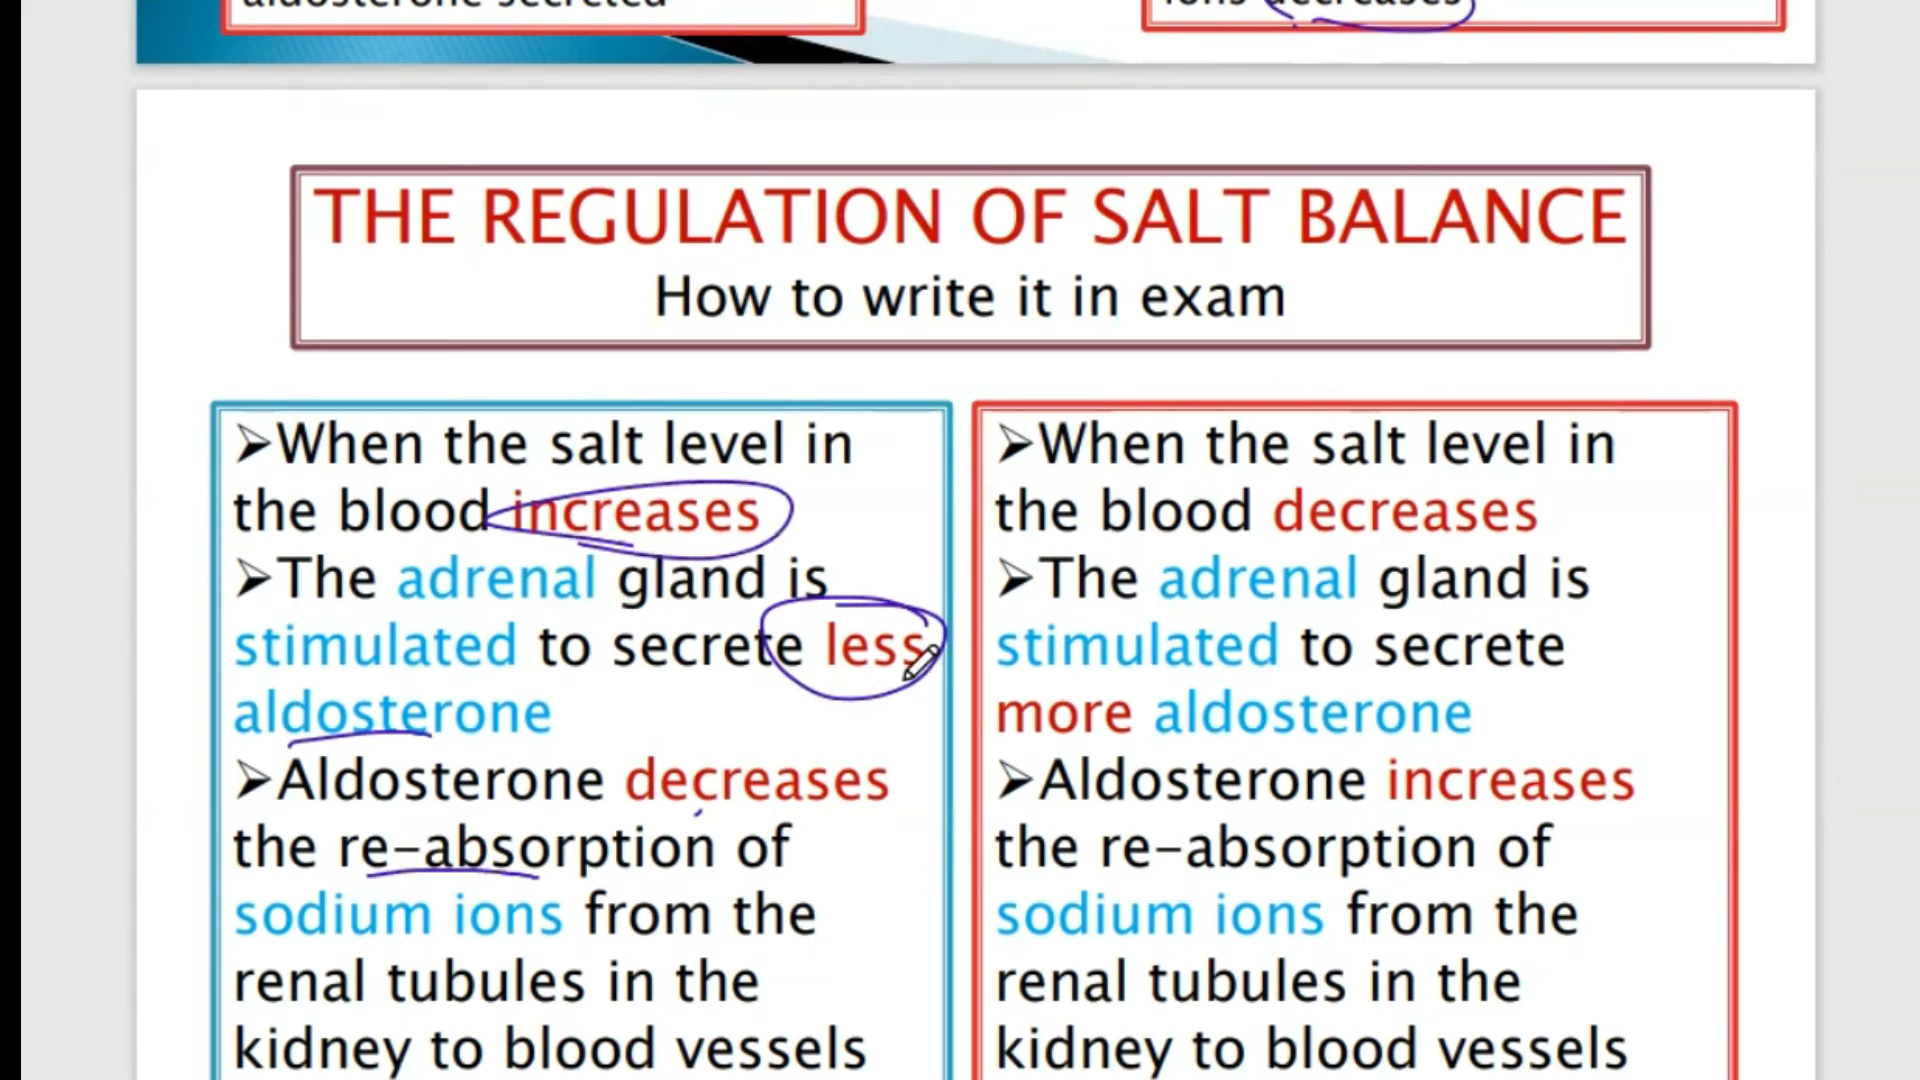 aldosterone secreted
ions decreases
THE REGULATION OF SALT BALANCE
How to write it in exam
➢When the salt level in
the blood increases
➢The adrenal gland is
stimulated to secrete less
aldosterone
➢Aldosterone decreases
the re-absorption of
sodium ions from the
renal tubules in the
kidney to blood vessels
➢When the salt level in
the blood decreases
➢The adrenal gland is
stimulated to secrete
more aldosterone
➢Aldosterone increases
the re-absorption of
sodium ions from the
renal tubules in the
kidney to blood vessels